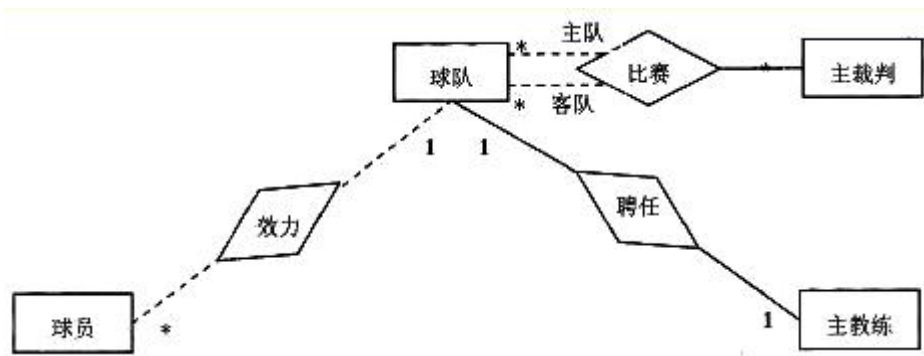 * 主队
球队 比赛 * 主裁判
* 客队
1 1
效力 聘任
球员 * 1 主教练